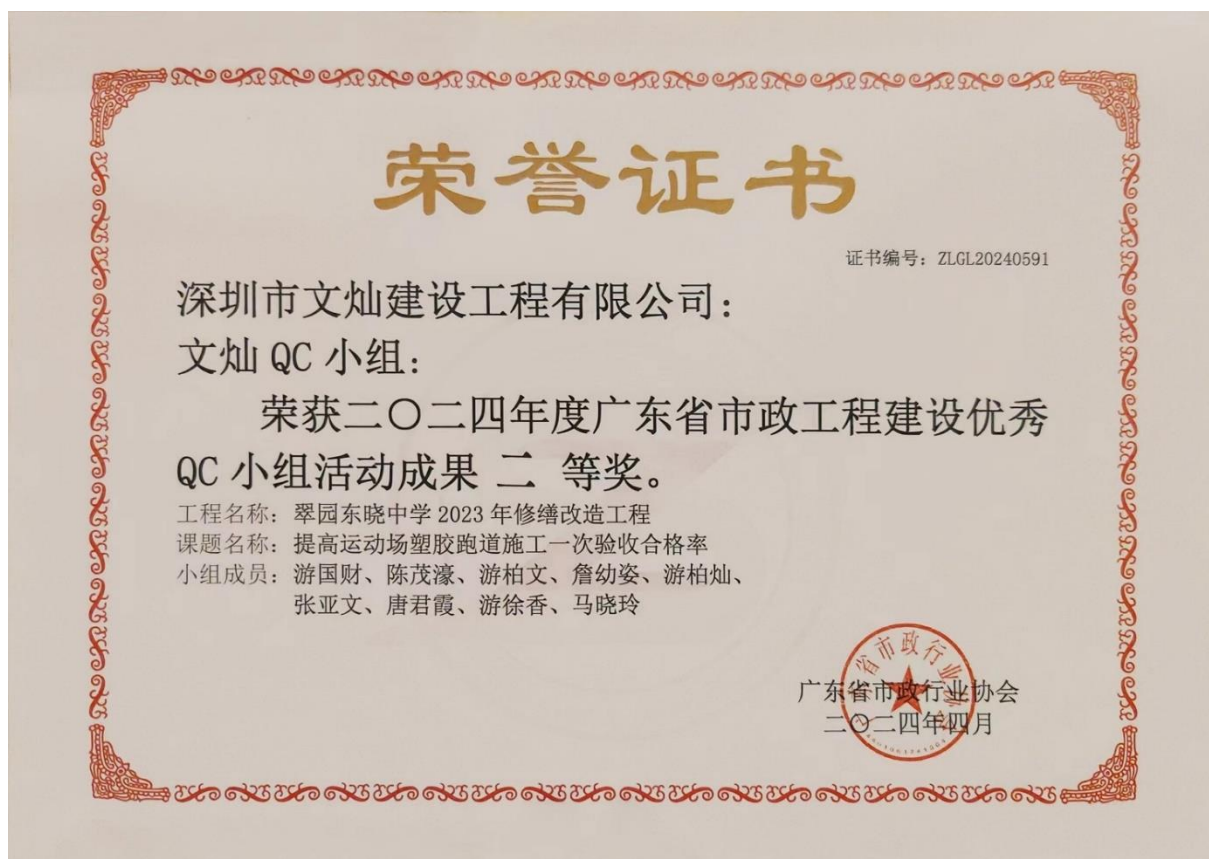 荣誉证书
证书编号：ZLGL20240591
深圳市文灿建设工程有限公司：
文灿 QC 小组：
荣获二〇二四年度广东省市政工程建设优秀
QC 小组活动成果 二 等奖。
工程名称：翠园东晓中学 2023 年修缮改造工程
课题名称：提高运动场塑胶跑道施工一次验收合格率
小组成员：游国财、陈茂濠、游柏文、詹幼姿、游柏灿、
张亚文、唐君霞、游徐香、马晓玲
广东省市政行业协会
二〇二四年四月